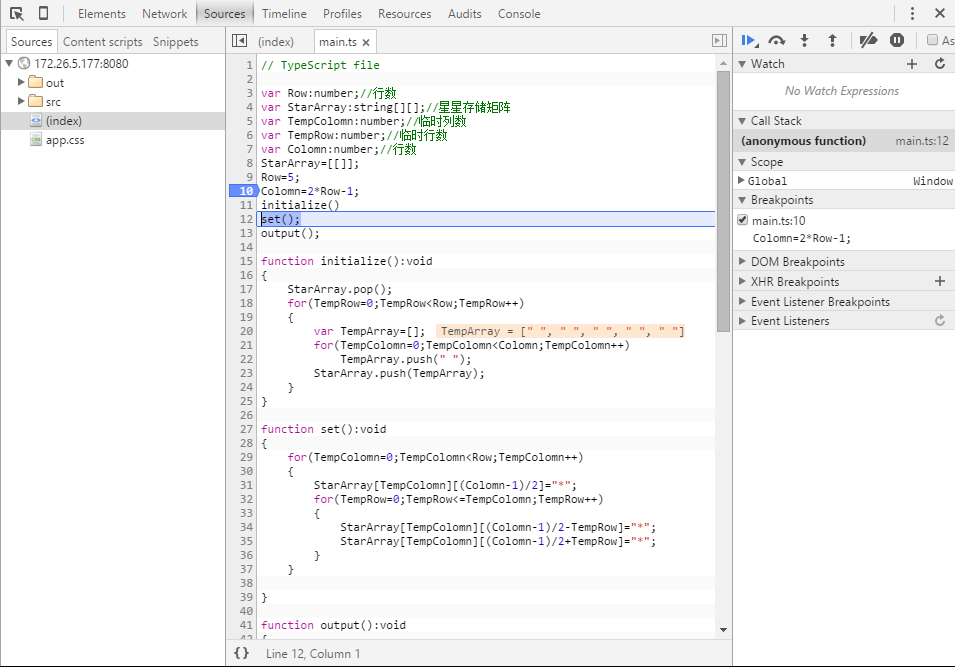 Elements Network Sources Timeline Profiles Resources Audits Console
Sources Content scripts Snippets
172.26.5.177:8080
out
src
(index)
app.css
(index) main.ts
1 // TypeScript file
2
3 var Row:number;//行数
4 var StarArray:string[][];//星星存储矩阵
5 var TempColomn:number;//临时列数
6 var TempRow:number;//临时行数
7 var Colomn:number;//行数
8 StarArray=[[]];
9 Row=5;
10 Colomn=2*Row-1;
11 initialize()
12 set();
13 output();
14
15 function initialize():void
16 {
17 StarArray.pop();
18 for(TempRow=0;TempRow<Row;TempRow++)
19 {
20 var TempArray=[]; TempArray = [" ", " ", " ", " ", " "]
21 for(TempColomn=0;TempColomn<Colomn;TempColomn++)
22 TempArray.push(" ");
23 StarArray.push(TempArray);
24 }
25 }
26
27 function set():void
28 {
29 for(TempColomn=0;TempColomn<Row;TempColomn++)
30 {
31 StarArray[TempColomn][(Colomn-1)/2]="*";
32 for(TempRow=0;TempRow<=TempColomn;TempRow++)
33 {
34 StarArray[TempColomn][(Colomn-1)/2-TempRow]="*";
35 StarArray[TempColomn][(Colomn-1)/2+TempRow]="*";
36 }
37 }
38
39 }
40
41 function output():void
42 {
{} Line 12, Column 1
As
Watch
No Watch Expressions
Call Stack
(anonymous function) main.ts:12
Scope
Global Window
Breakpoints
main.ts:10
Colomn=2*Row-1;
DOM Breakpoints
XHR Breakpoints
Event Listener Breakpoints
Event Listeners